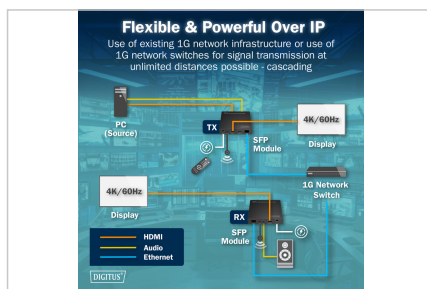 Flexible & Powerful Over IP
Use of existing 1G network infrastructure or use of
1G network switches for signal transmission at
unlimited distances possible - cascading
PC
(Source)
TX
SFP
Module
4K/60Hz
Display
4K/60Hz
Display
1G Network
Switch
RX
SFP
Module
HDMI
Audio
Ethernet
DIGITUS®